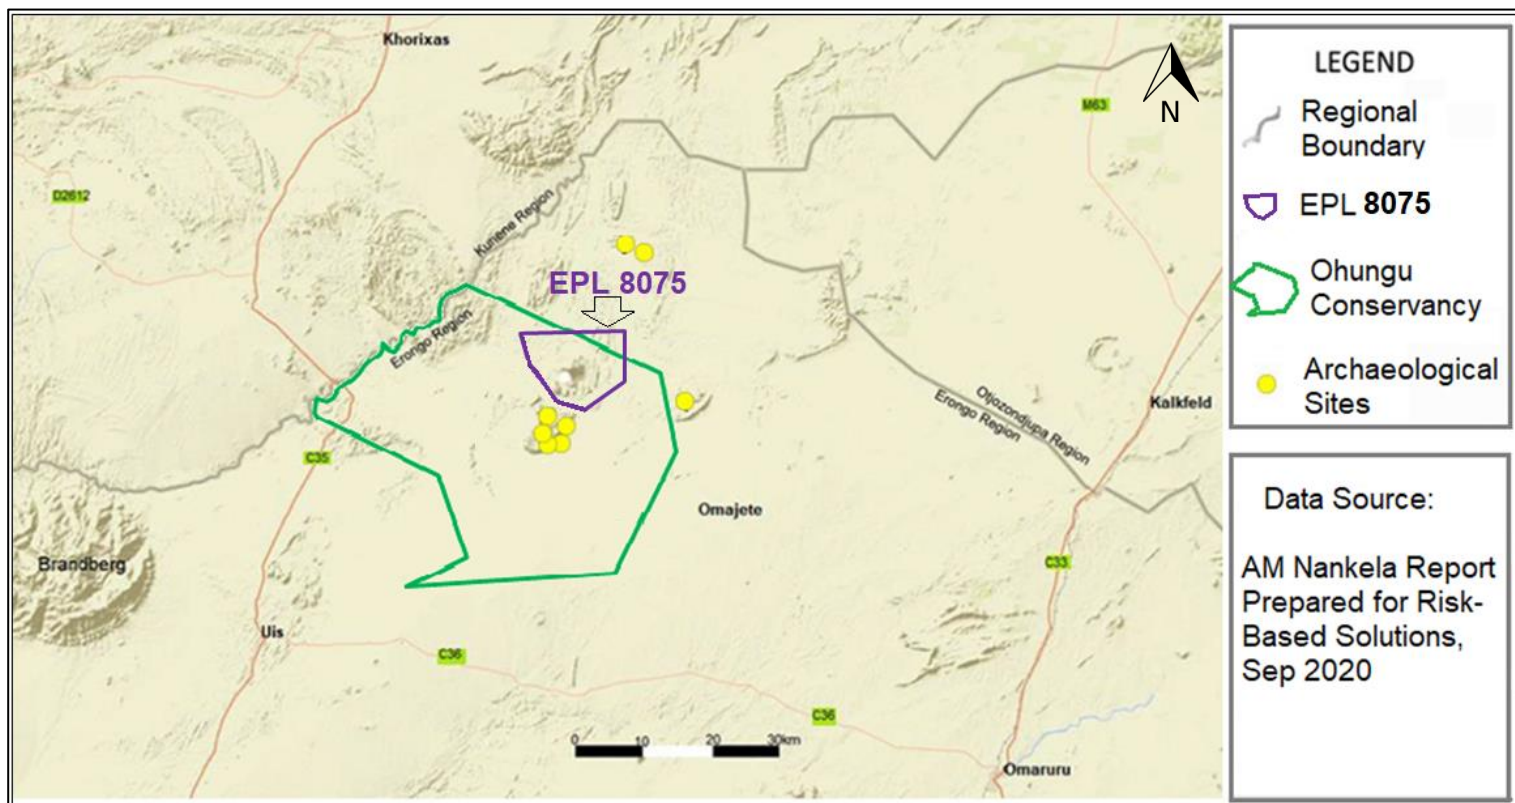 Khorixas
N
M63
D2612
Kunene Region
EPL 8075
Erongo Region
Otjozondjupa Region
Erongo Region
Kalkfeld
C35
Omajete
Brandberg
C33
Uis
C36
C36
0 10 20 30km
Omaruru
LEGEND
Regional
Boundary
EPL 8075
Ohungu
Conservancy
Archaeological
Sites
Data Source:
AM Nankela Report
Prepared for Risk-
Based Solutions,
Sep 2020